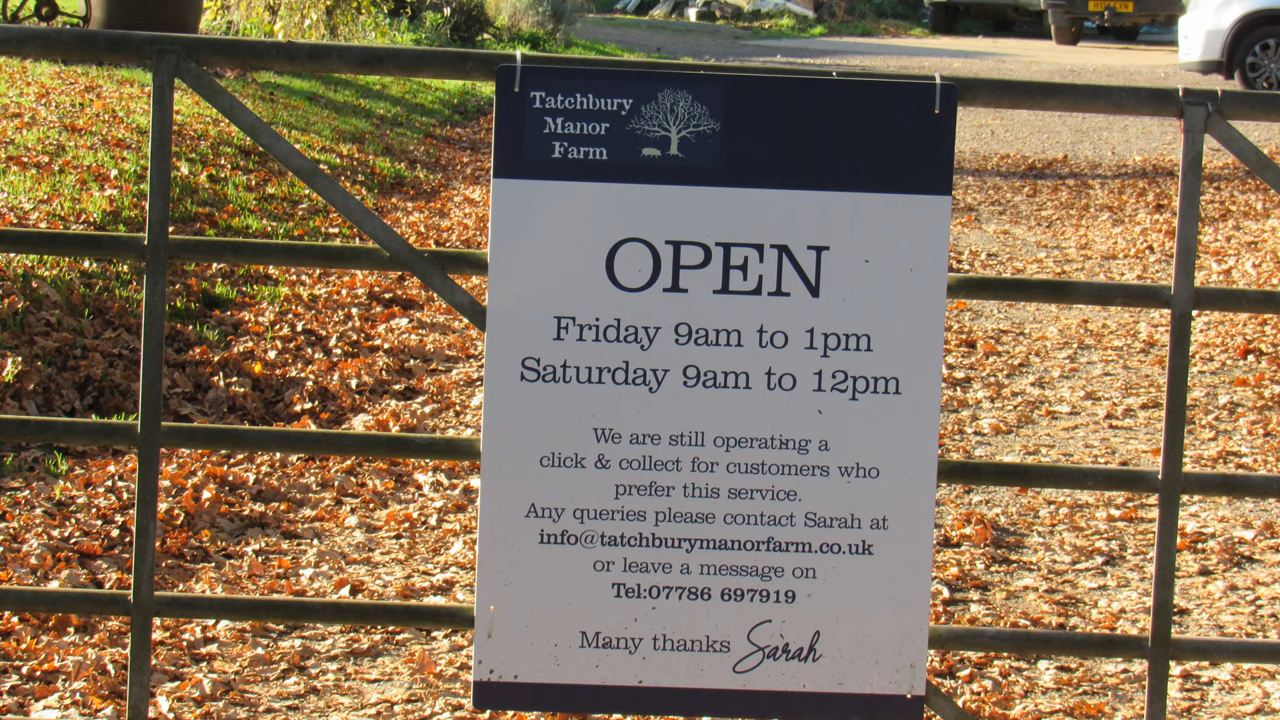 Tatchbury
Manor
Farm
OPEN
Friday 9am to 1pm
Saturday 9am to 12pm
We are still operating a
click & collect for customers who
prefer this service.
Any queries please contact Sarah at
info@tatchburymanorfarm.co.uk
or leave a message on
Tel:07786 697919
Many thanks Sarah